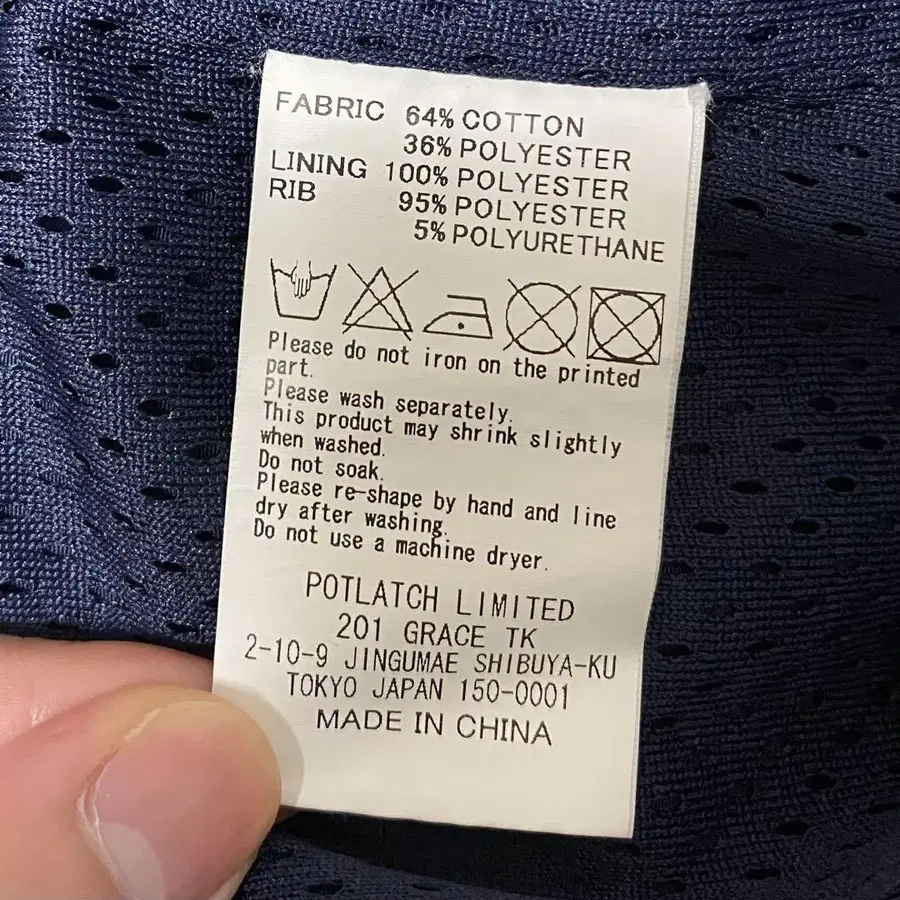 FABRIC 64% COTTON
36% POLYESTER
LINING 100% POLYESTER
RIB 95% POLYESTER
5% POLYURETHANE
Please do not iron on the printed
part.
Please wash separately.
This product may shrink slightly
when washed.
Do not soak.
Please re-shape by hand and line
dry after washing.
Do not use a machine dryer.
POTLATCH LIMITED
201 GRACE TK
2-10-9 JINGUMAE SHIBUYA-KU
TOKYO JAPAN 150-0001
MADE IN CHINA